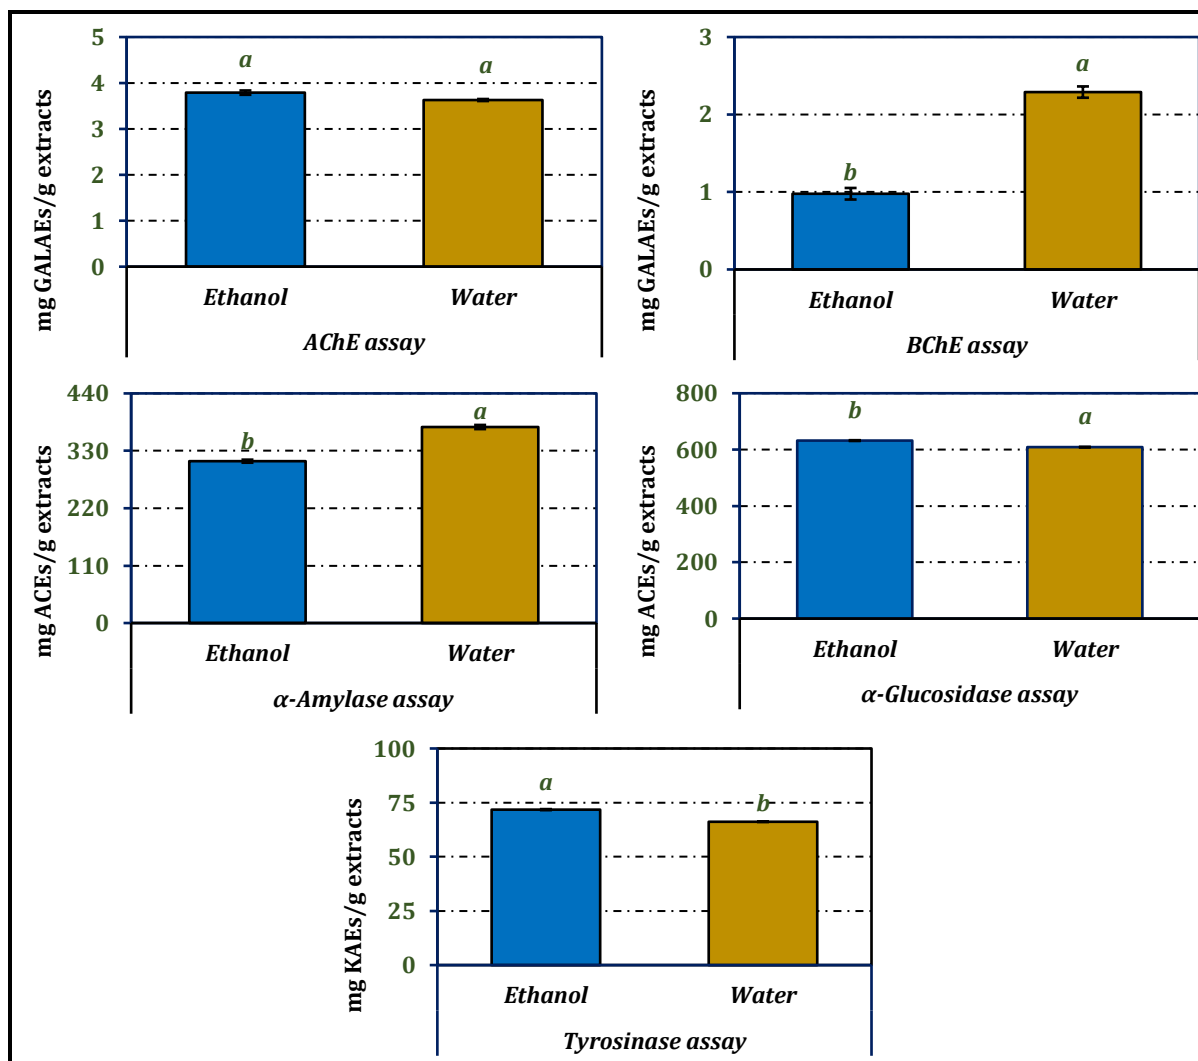 mg GALAEs/g extracts
5
4
3
2
1
0
a
a
Ethanol
Water
AChE assay
mg GALAEs/g extracts
3
2
1
0
b
a
Ethanol
Water
BChE assay
mg ACEs/g extracts
440
330
220
110
0
b
a
Ethanol
Water
α-Amylase assay
mg ACEs/g extracts
800
600
400
200
0
b
a
Ethanol
Water
α-Glucosidase assay
mg KAEs/g extracts
100
75
50
25
0
a
b
Ethanol
Water
Tyrosinase assay